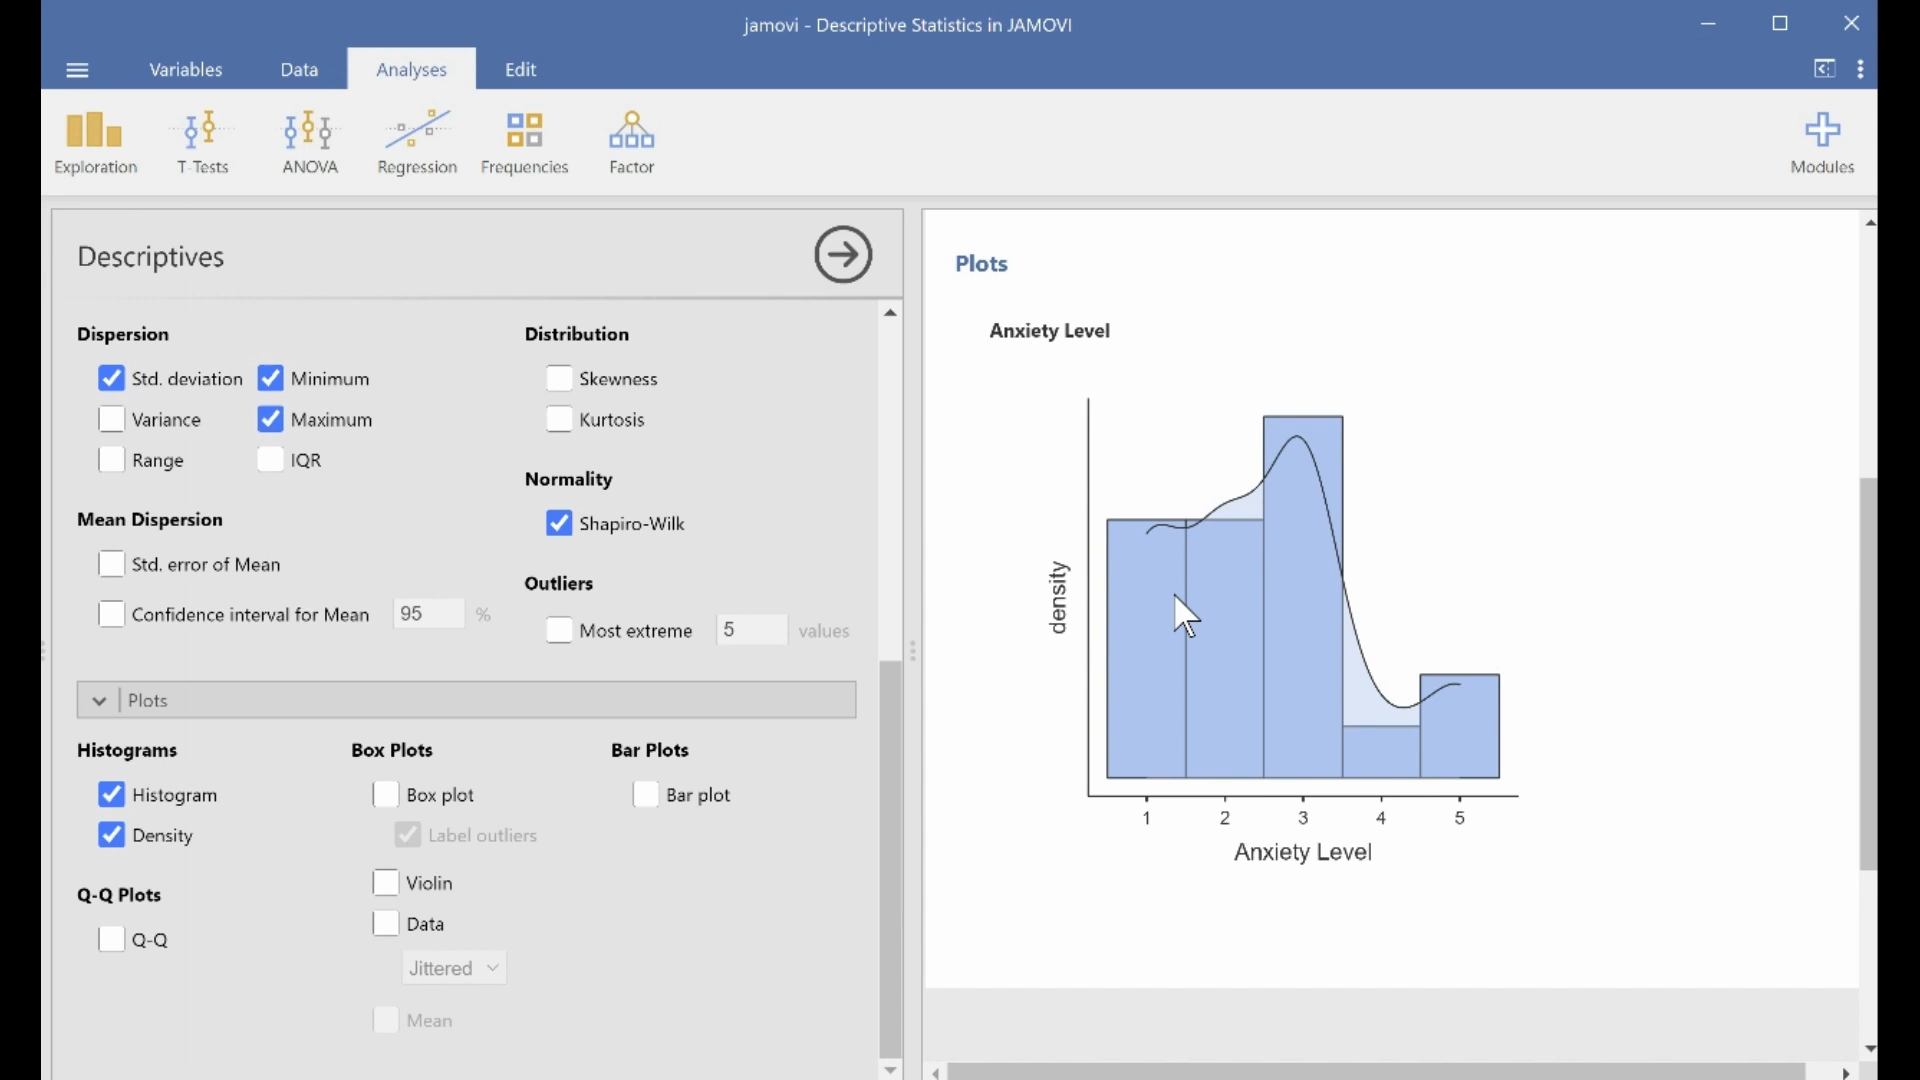 jamovi - Descriptive Statistics in JAMOVI
Variables Data Analyses Edit
Exploration T-Tests ANOVA Regression Frequencies Factor Modules
Descriptives
Dispersion
Std. deviation Minimum
Variance Maximum
Range IQR
Mean Dispersion
Std. error of Mean
Confidence interval for Mean 95 %
Distribution
Skewness
Kurtosis
Normality
Shapiro-Wilk
Outliers
Most extreme 5 values
Plots
Histograms
Histogram
Density
Q-Q Plots
Q-Q
Box Plots
Box plot
Label outliers
Violin
Data
Jittered
Mean
Bar Plots
Bar plot
Plots
Anxiety Level
density
1 2 3 4 5
Anxiety Level